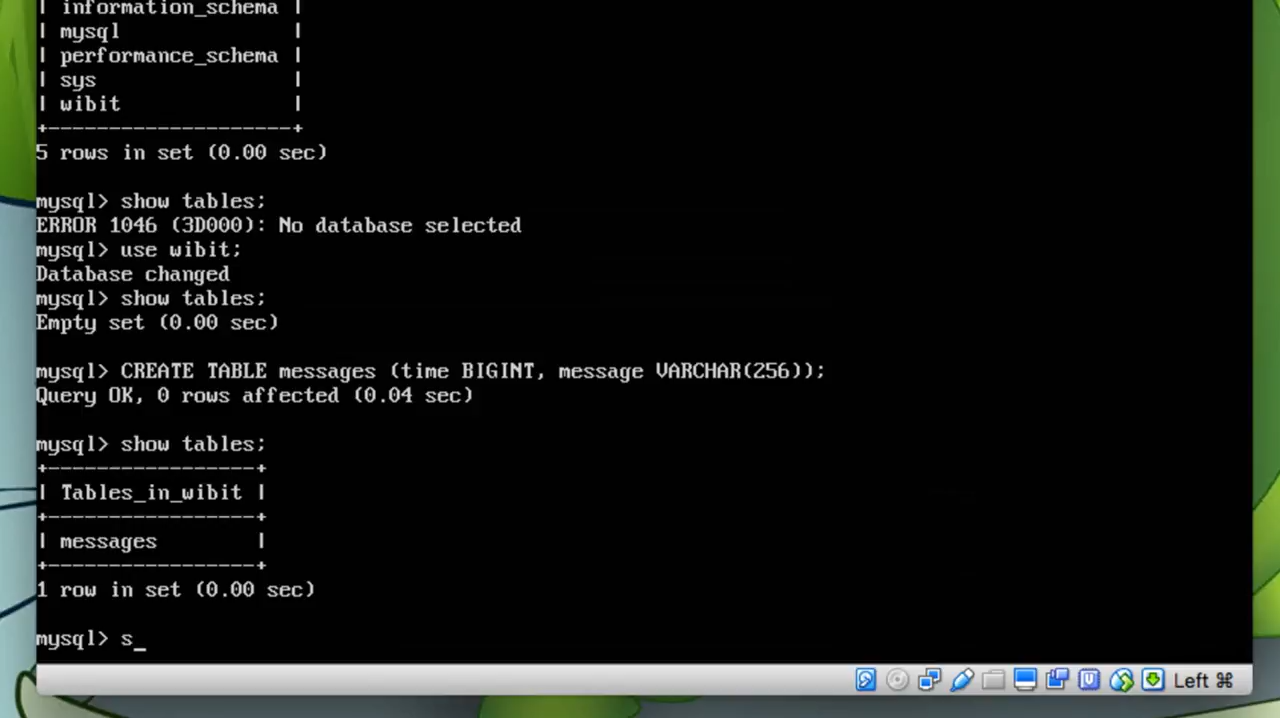 | information_schema |
| mysql              |
| performance_schema |
| sys                |
| wibit              |
+--------------------+
5 rows in set (0.00 sec)

mysql> show tables;
ERROR 1046 (3D000): No database selected
mysql> use wibit;
Database changed
mysql> show tables;
Empty set (0.00 sec)

mysql> CREATE TABLE messages (time BIGINT, message VARCHAR(256));
Query OK, 0 rows affected (0.04 sec)

mysql> show tables;
+-----------------+
| Tables_in_wibit |
+-----------------+
| messages        |
+-----------------+
1 row in set (0.00 sec)

mysql> s_
Left ⌘